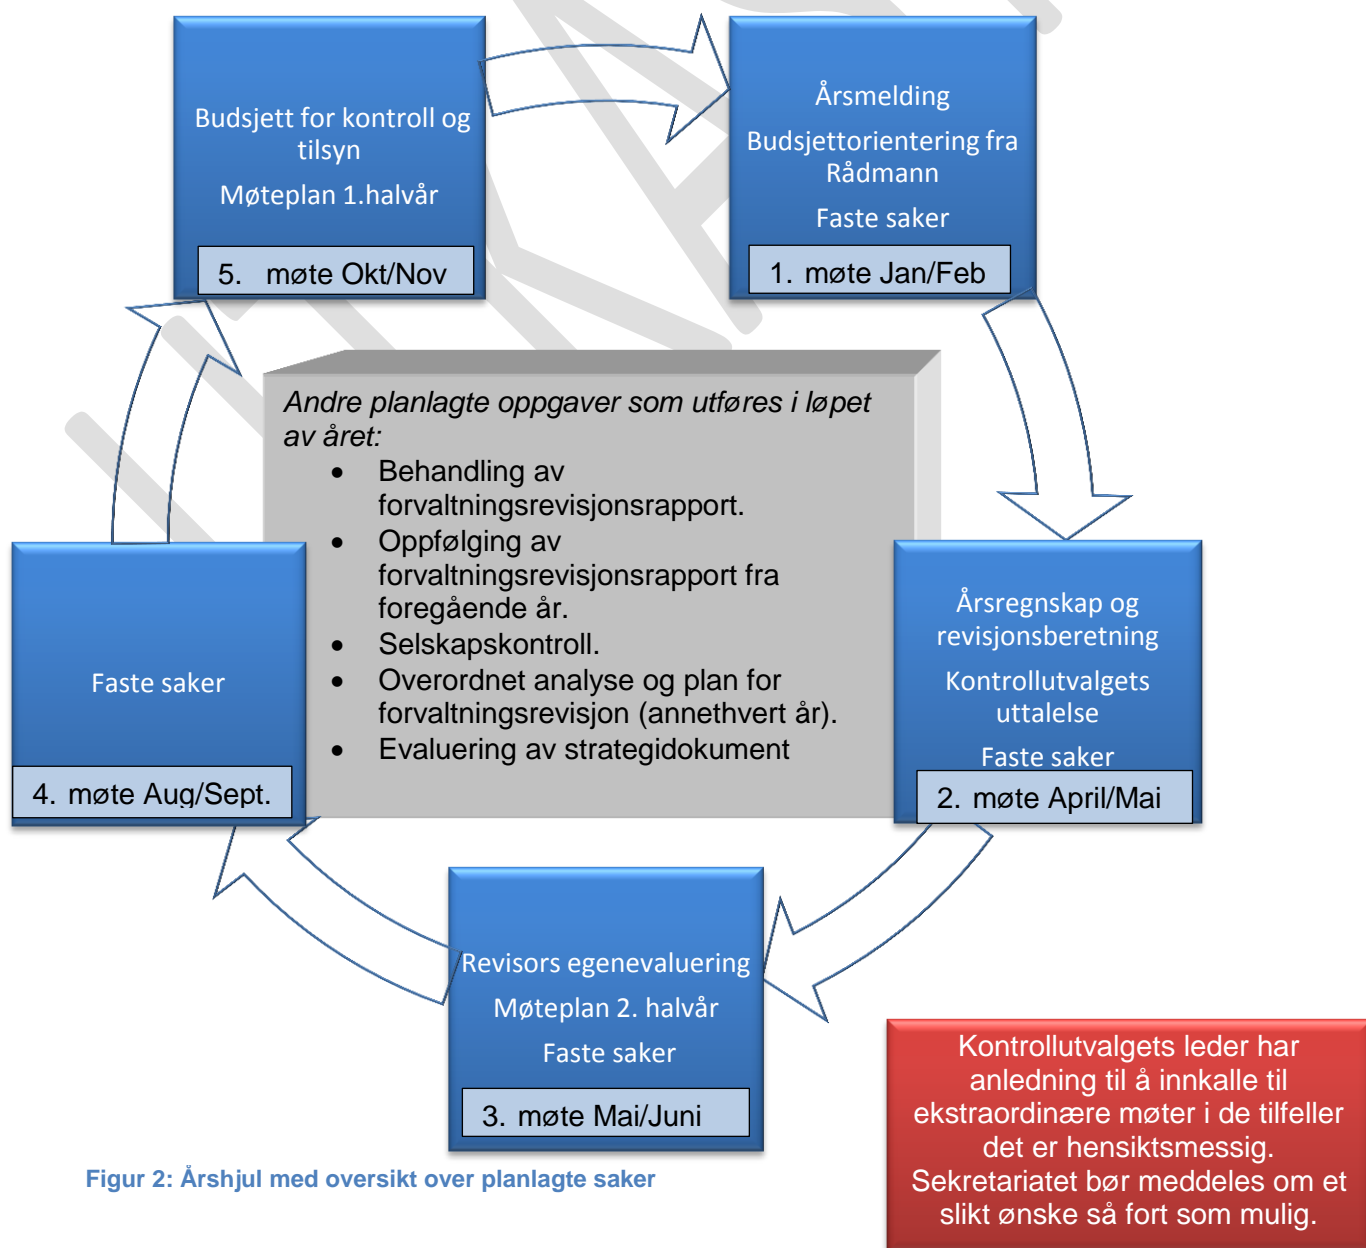 Budsjett for kontroll og
tilsyn
Møteplan 1.halvår
5. møte Okt/Nov
Årsmelding
Budsjettorientering fra
Rådmann
Faste saker
1. møte Jan/Feb
Andre planlagte oppgaver som utføres i løpet
av året:
• Behandling av
forvaltningsrevisjonsrapport.
• Oppfølging av
forvaltningsrevisjonsrapport fra
foregående år.
• Selskapskontroll.
• Overordnet analyse og plan for
forvaltningsrevisjon (annethvert år).
• Evaluering av strategidokument
Årsregnskap og
revisjonsberetning
Kontrollutvalgets
uttalelse
Faste saker
2. møte April/Mai
Faste saker
4. møte Aug/Sept.
Revisors egenevaluering
Møteplan 2. halvår
Faste saker
3. møte Mai/Juni
Kontrollutvalgets leder har
anledning til å innkalle til
ekstraordinære møter i de tilfeller
det er hensiktsmessig.
Sekretariatet bør meddeles om et
slikt ønske så fort som mulig.
Figur 2: Årshjul med oversikt over planlagte saker